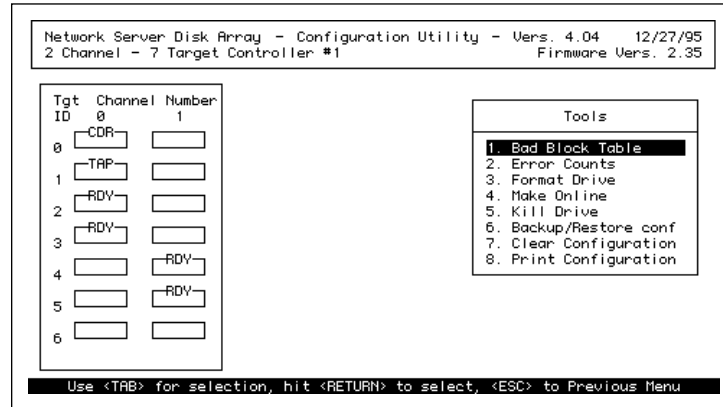 Network Server Disk Array - Configuration Utility - Vers. 4.04 12/27/95
2 Channel - 7 Target Controller #1 Firmware Vers. 2.35
Tgt Channel Number
ID 0 1
CDR
0
TAP
1
RDY
2
RDY
3
RDY
4
RDY
5
6
Tools
1. Bad Block Table
2. Error Counts
3. Format Drive
4. Make Online
5. Kill Drive
6. Backup/Restore conf
7. Clear Configuration
8. Print Configuration
Use <TAB> for selection, hit <RETURN> to select, <ESC> to Previous Menu